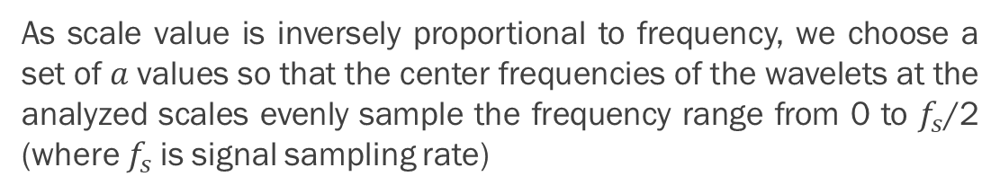 As scale value is inversely proportional to frequency, we choose a
set of a values so that the center frequencies of the wavelets at the
analyzed scales evenly sample the frequency range from 0 to fₛ/2
(where fₛ is signal sampling rate)